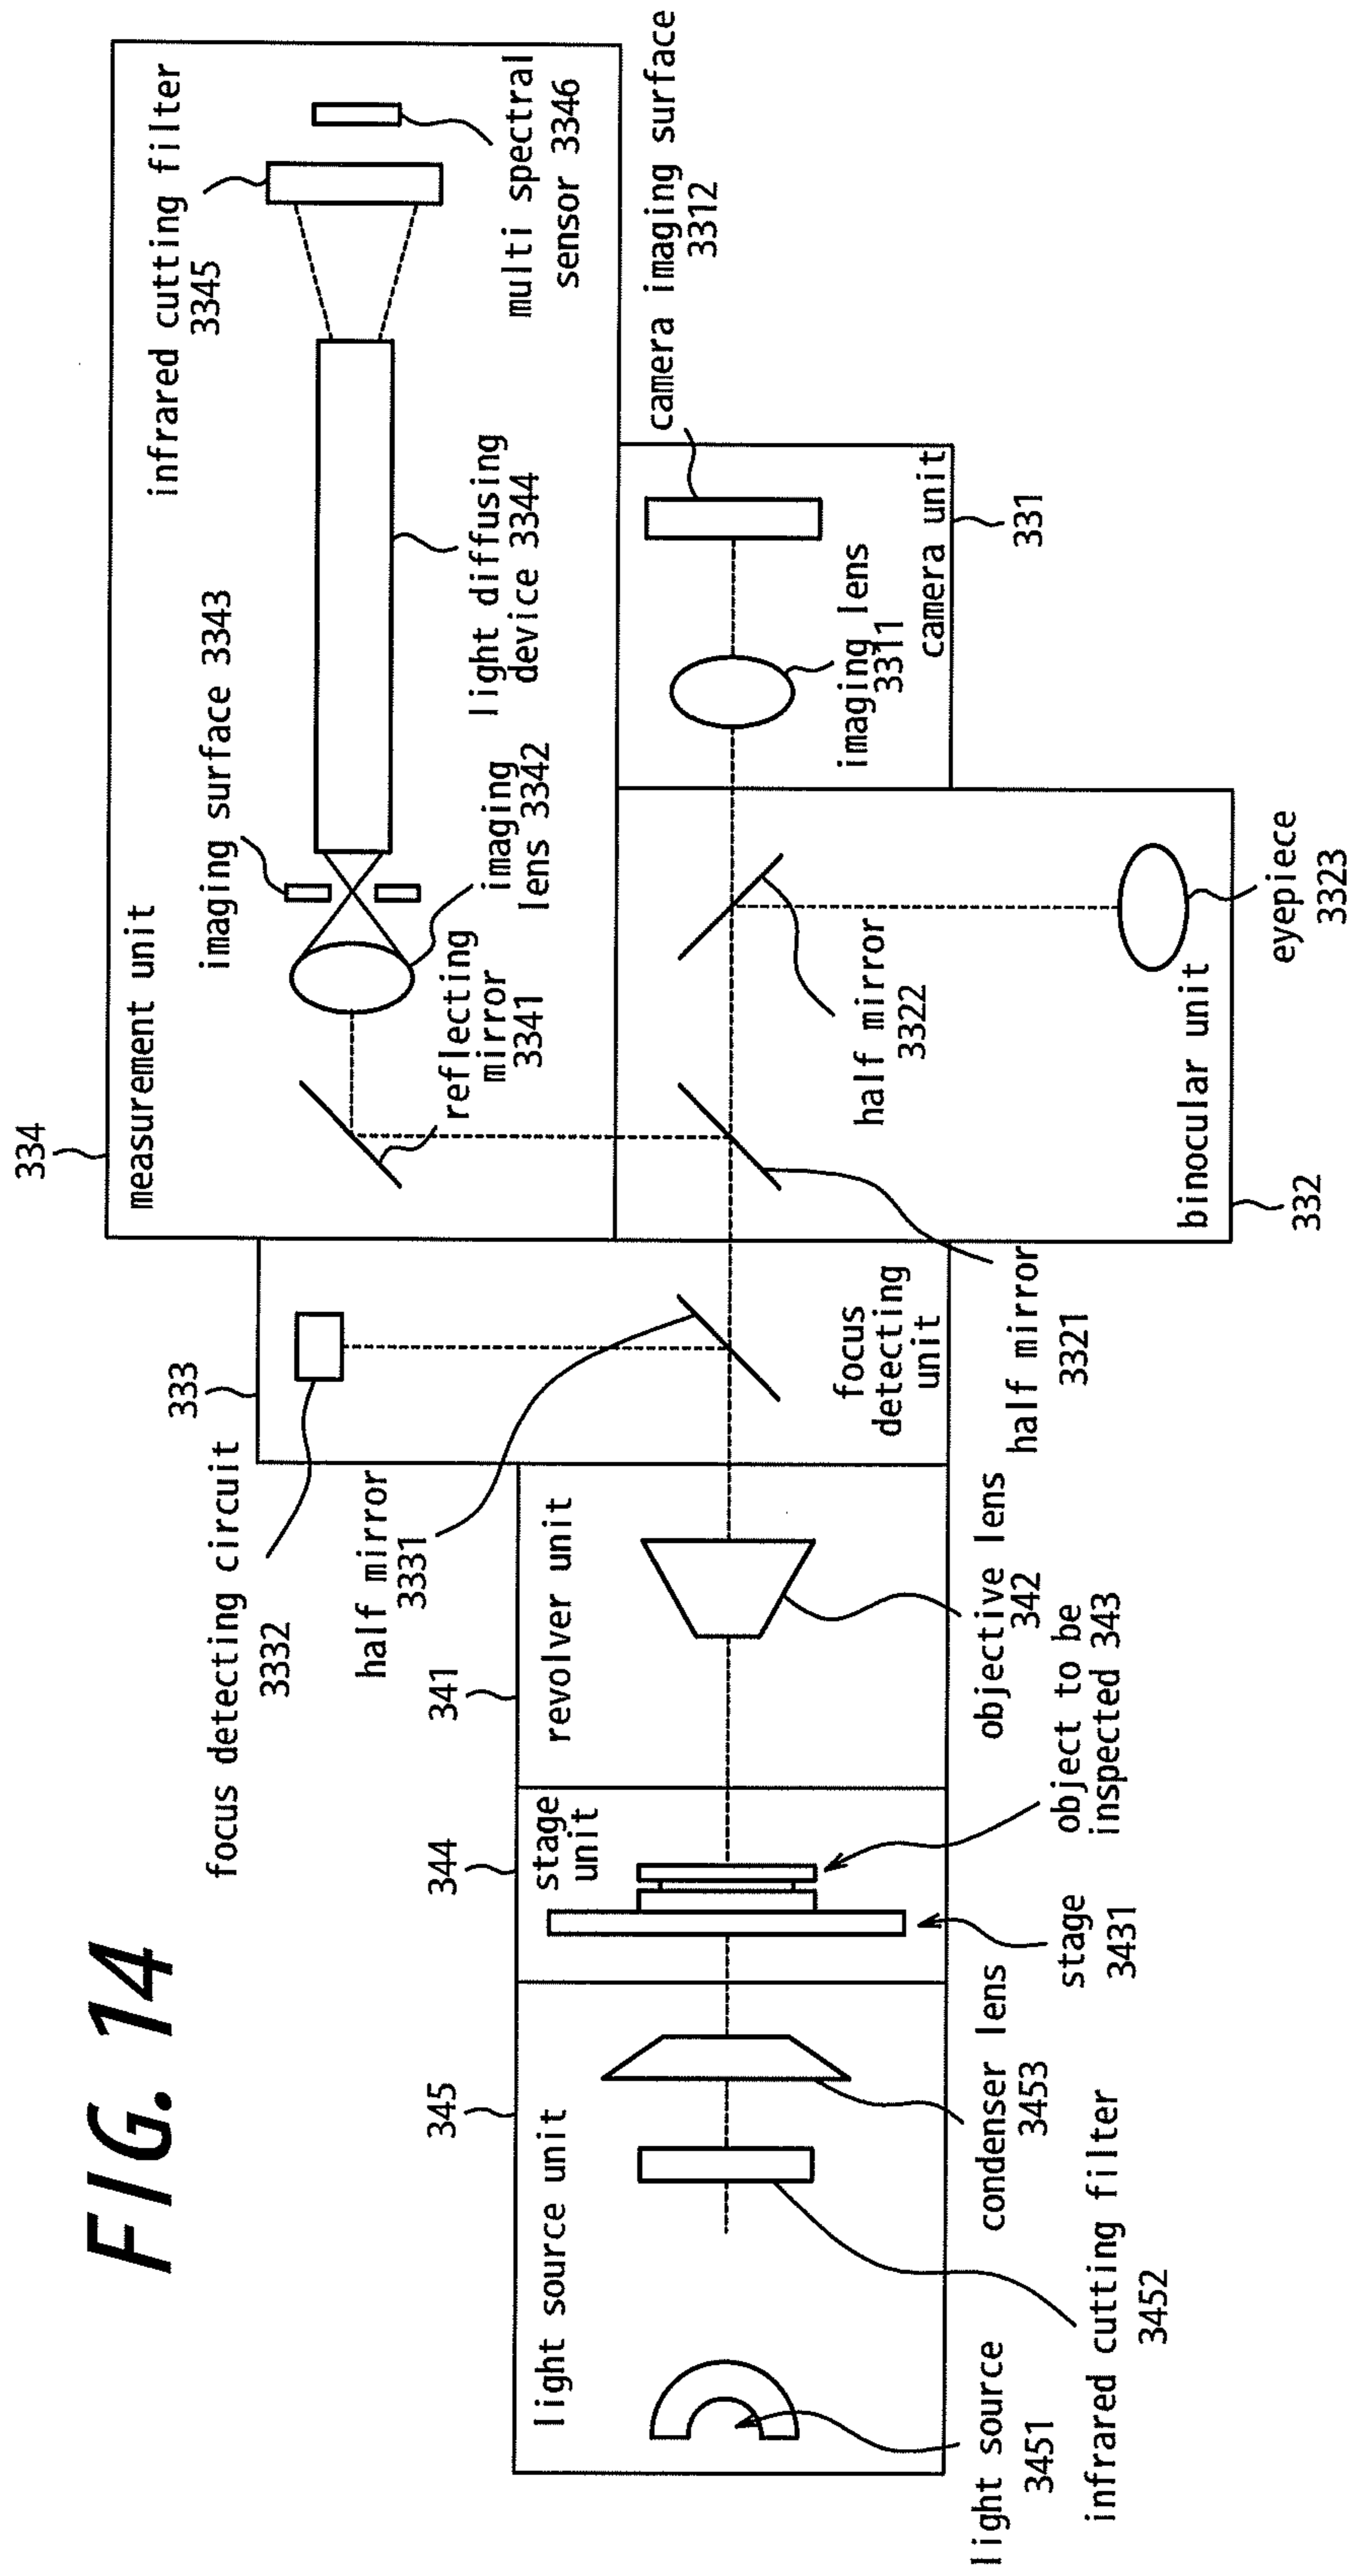 FIG. 14
334
measurement unit
infrared cutting filter
3345
imaging surface 3343
multi spectral
sensor 3346
light diffusing
device 3344
imaging
lens 3342
reflecting
mirror
3341
camera imaging surface
3312
imaging lens
3311
camera unit
331
half mirror
3322
eyepiece
3323
binocular unit
332
333
focus detecting circuit
3332
half mirror
3331
focus
detecting
unit
half mirror
3321
341
revolver unit
objective lens
342
344
stage
unit
object to be
inspected 343
stage
3431
345
light source unit
condenser lens
3453
infrared cutting filter
3452
light source
3451